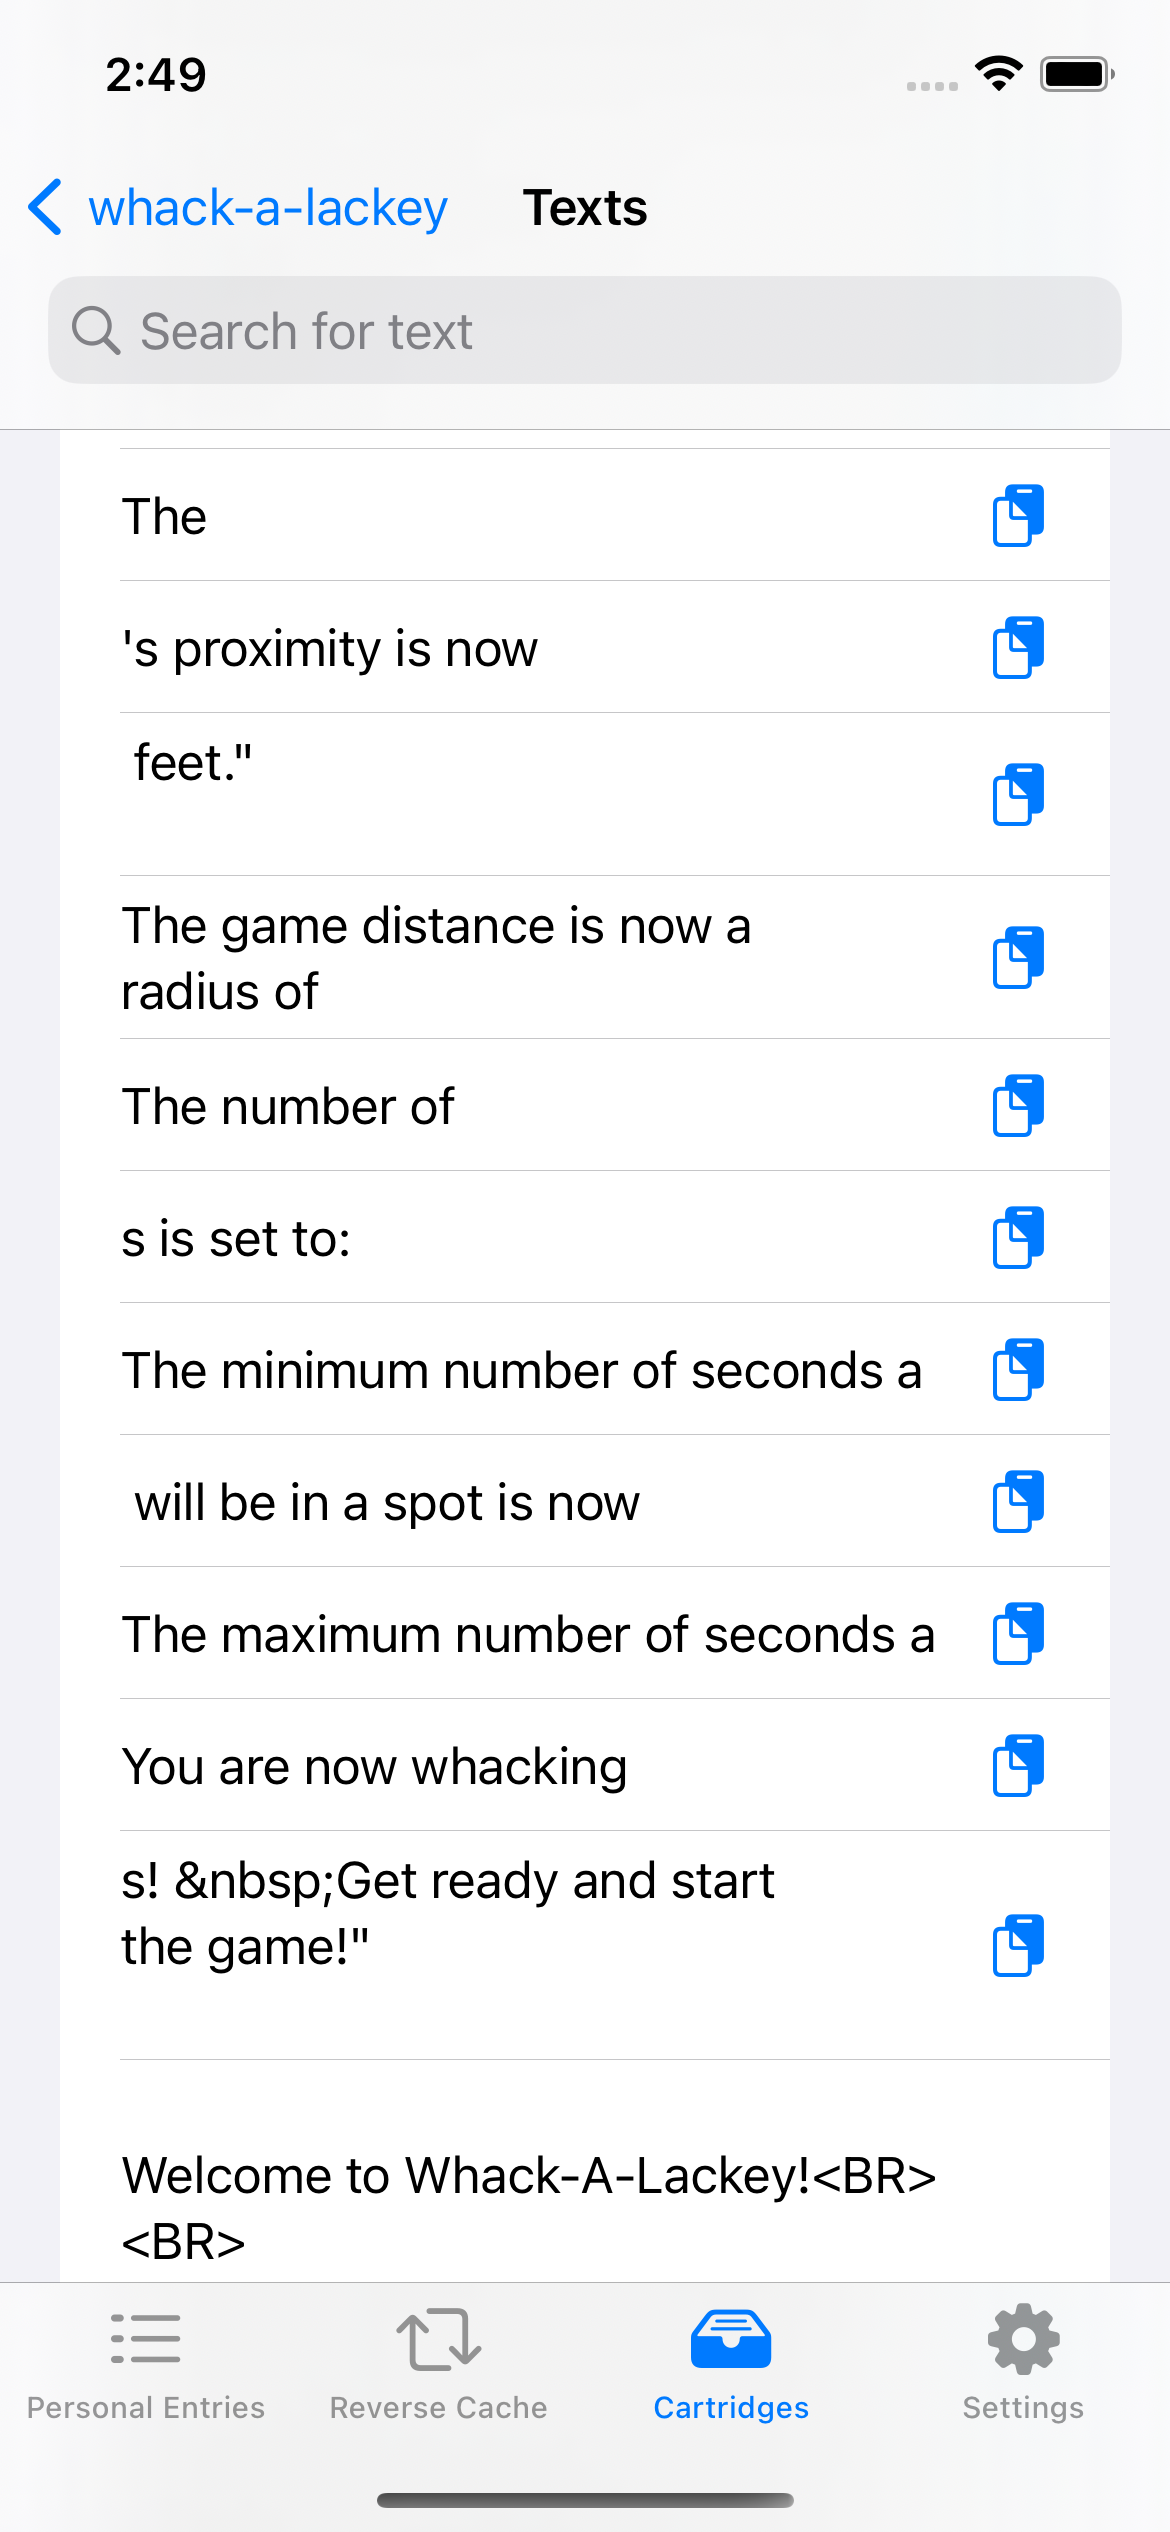 2:49
whack-a-lackey Texts
Search for text
The
's proximity is now
feet."
The game distance is now a
radius of
The number of
s is set to:
The minimum number of seconds a
will be in a spot is now
The maximum number of seconds a
You are now whacking
s! &nbsp;Get ready and start
the game!"
Welcome to Whack-A-Lackey!<BR>
<BR>
Personal Entries Reverse Cache Cartridges Settings